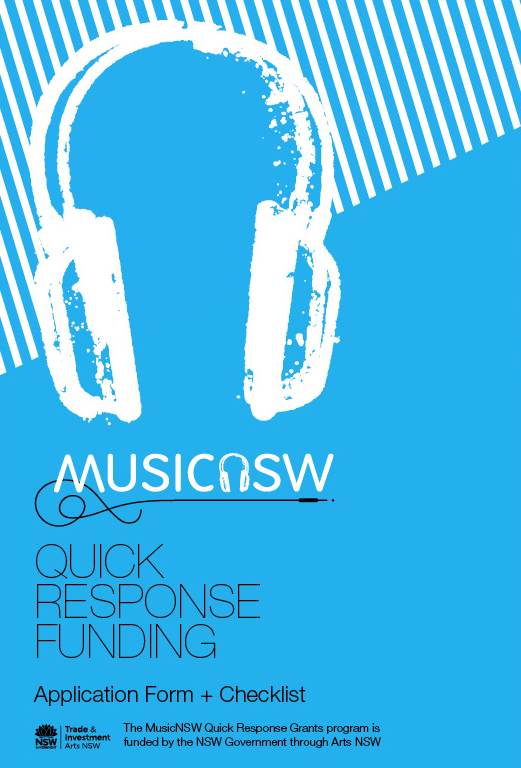 MUSICNSW
QUICK
RESPONSE
FUNDING
Application Form + Checklist
NSW
Trade &
Investment
Arts NSW
The MusicNSW Quick Response Grants program is
funded by the NSW Government through Arts NSW